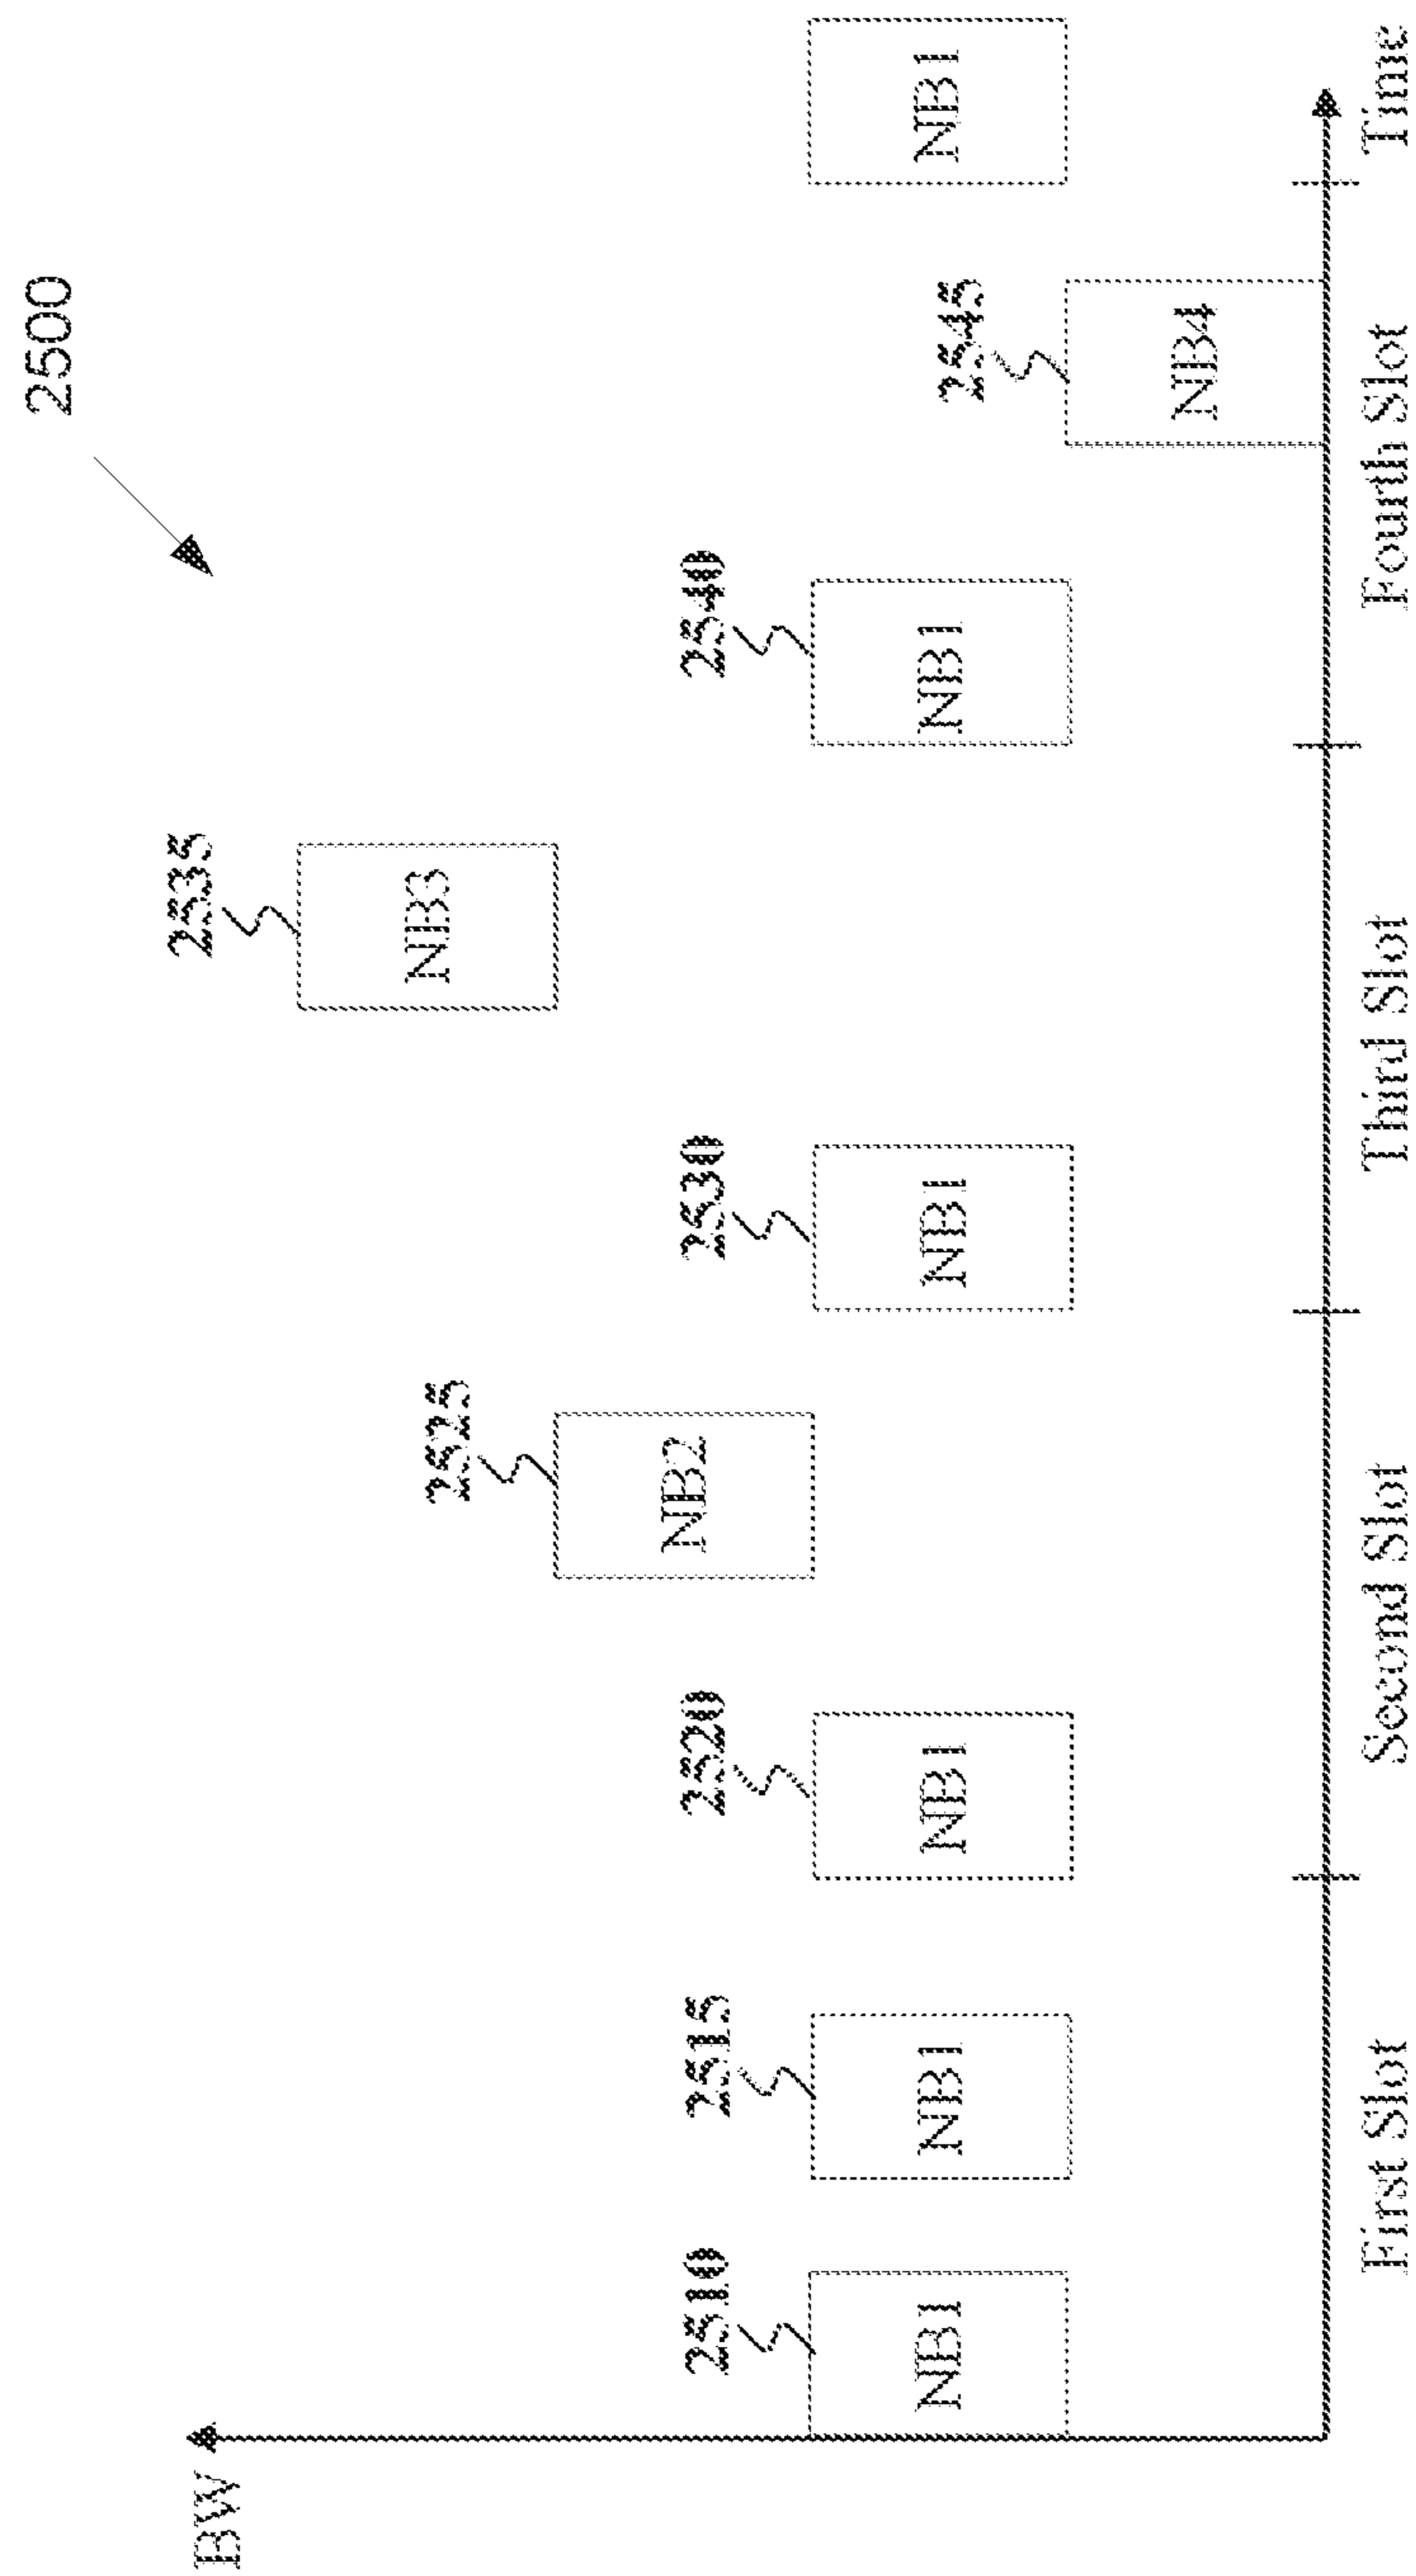 2500
BW
2535
NB3
2525
NB2
2510
2515
2520
2530
2540
NB1
NB1
NB1
NB1
NB1
NB1
2545
NB4
First Slot
Second Slot
Third Slot
Fourth Slot
Time